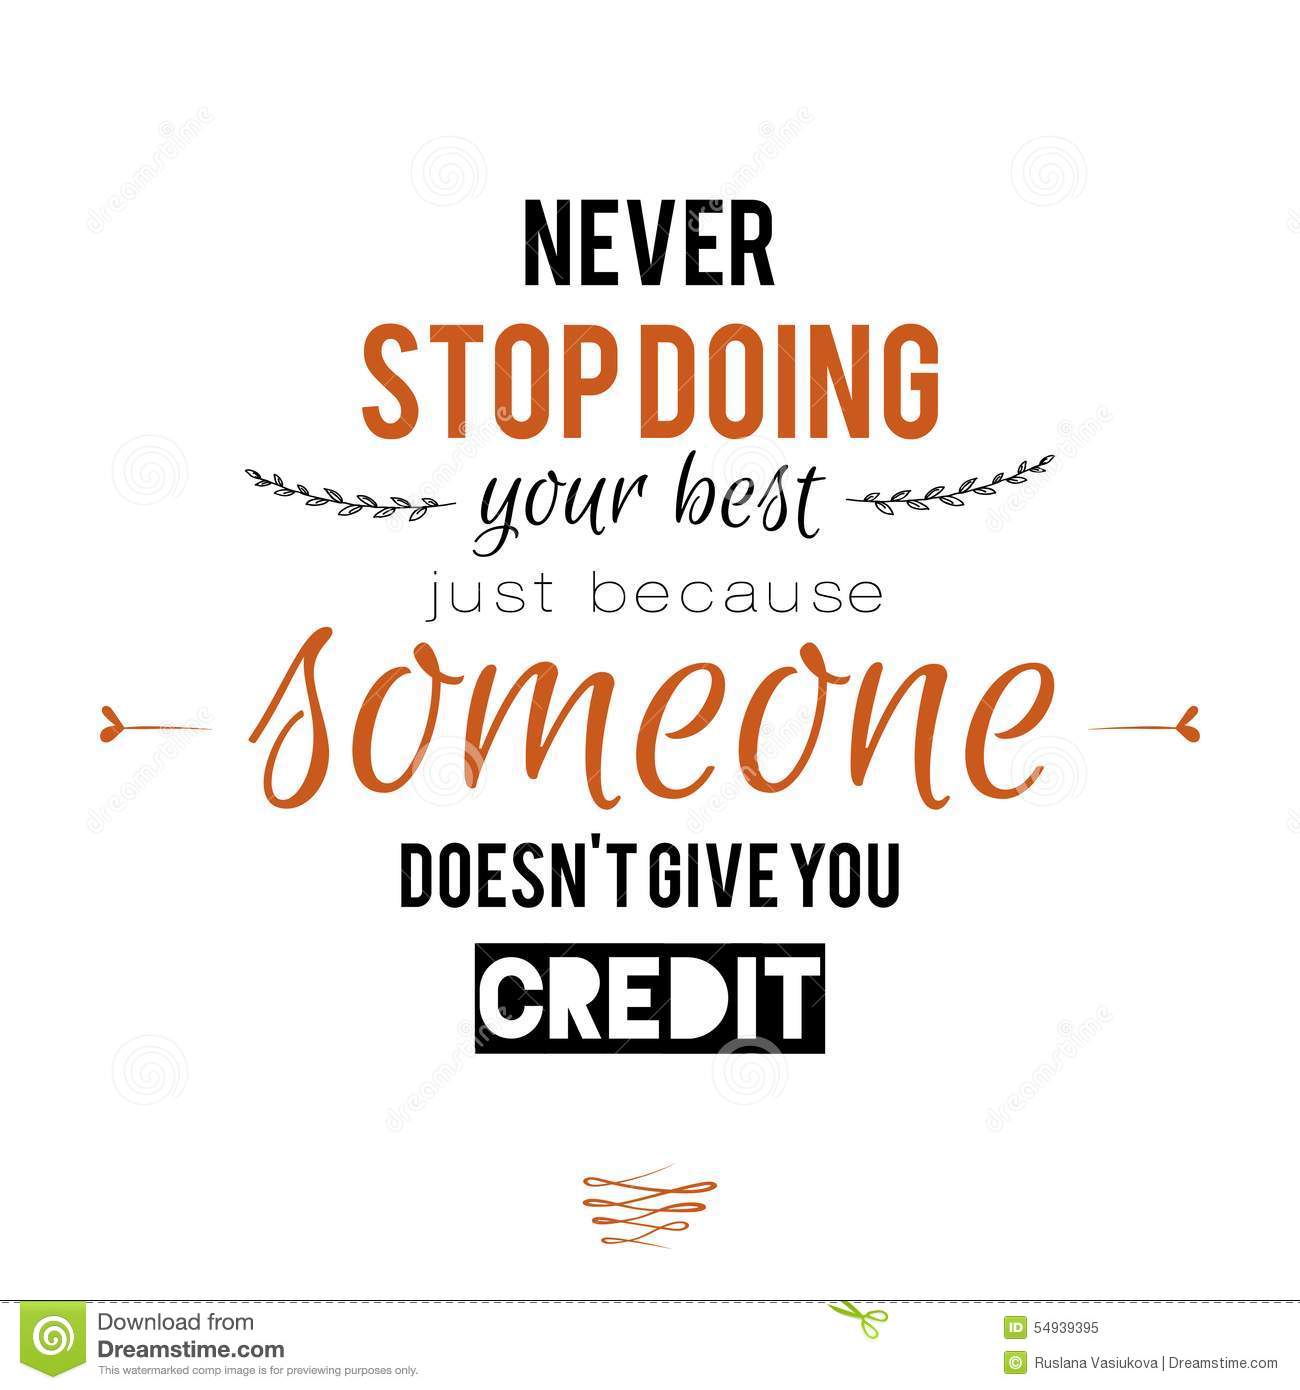 NEVER
STOP DOING
your best
just because
someone
DOESN'T GIVE YOU
CREDIT
Download from
Dreamstime.com
This watermarked comp image is for previewing purposes only.
ID 54939395
© Ruslana Vasiukova | Dreamstime.com